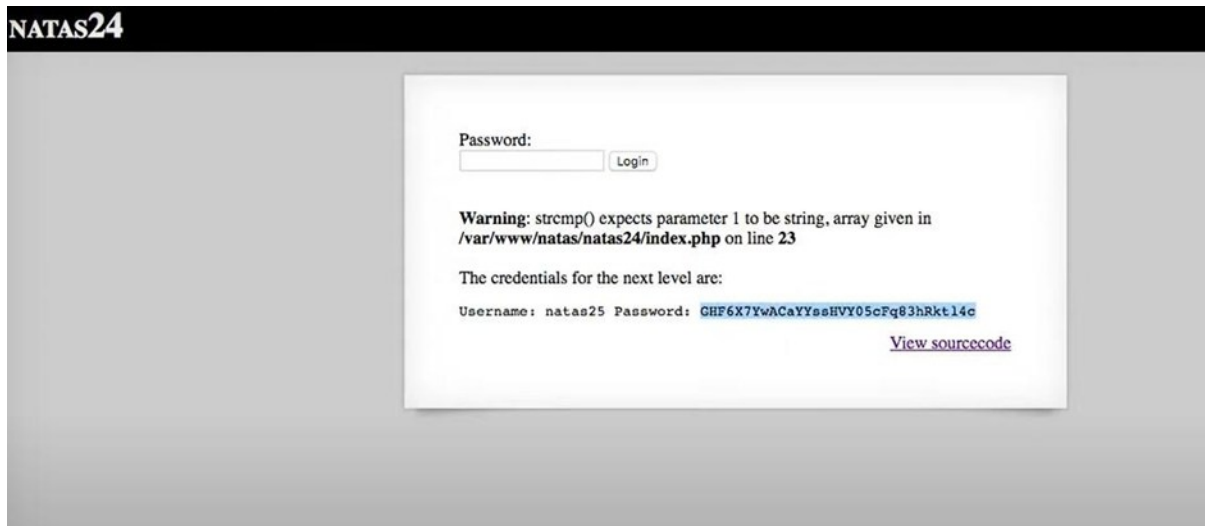 NATAS24
Password:
Login
Warning: strcmp() expects parameter 1 to be string, array given in
/var/www/natas/natas24/index.php on line 23
The credentials for the next level are:
Username: natas25 Password: GHF6X7YwACaYYssHVY05cFq83hRktl4c
View sourcecode